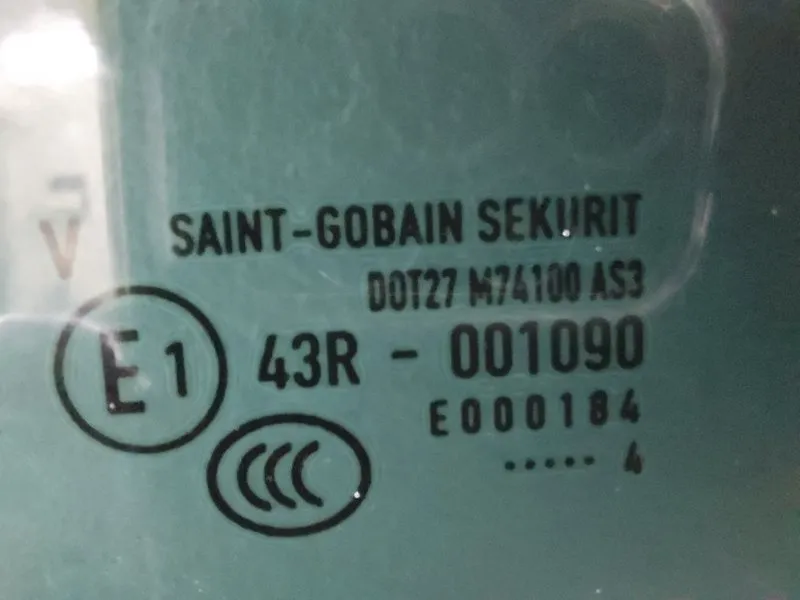 V
SAINT-GOBAIN SEKURIT
DOT27 M74100 AS3
E1 43R - 001090
E000184
CCC
..... 4